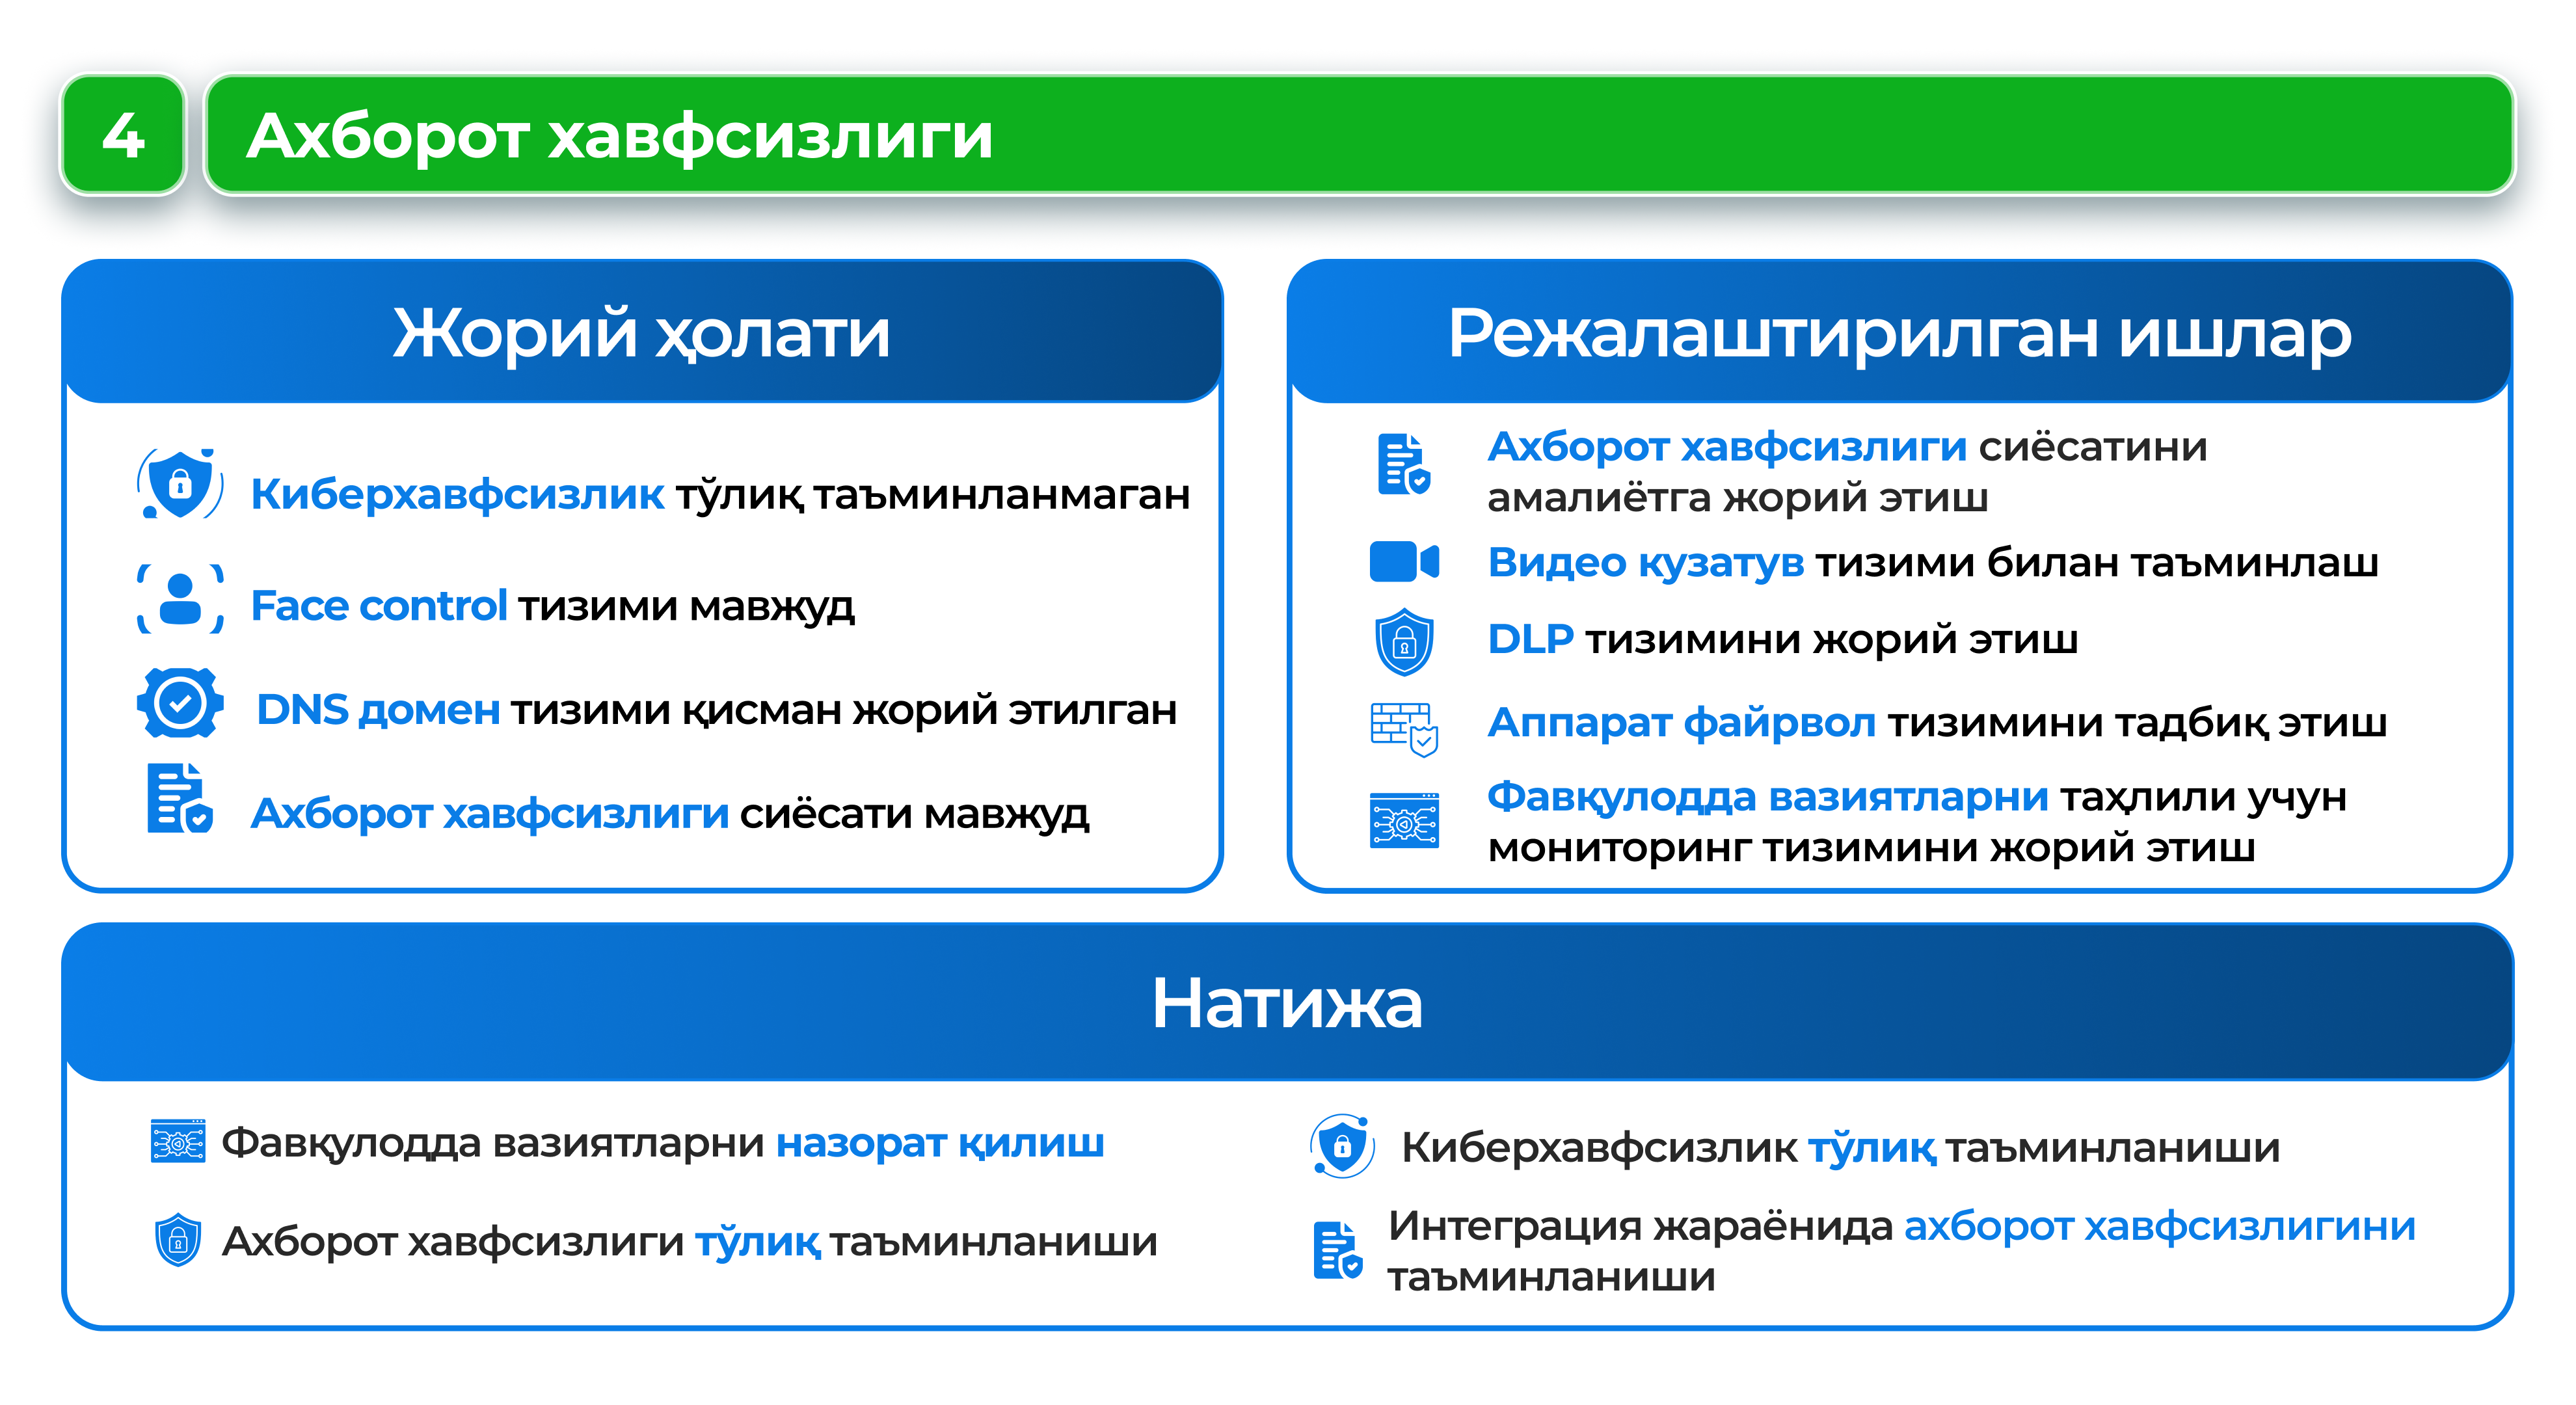 4
Ахборот хавфсизлиги
Жорий ҳолати
Киберхавфсизлик тўлиқ таъминланмаган
Face control тизими мавжуд
DNS домен тизими қисман жорий этилган
Ахборот хавфсизлиги сиёсати мавжуд
Режалаштирилган ишлар
Ахборот хавфсизлиги сиёсатини
амалиётга жорий этиш
Видео кузатув тизими билан таъминлаш
DLP тизимини жорий этиш
Аппарат файрвол тизимини тадбиқ этиш
Фавқулодда вазиятларни таҳлили учун
мониторинг тизимини жорий этиш
Натижа
Фавқулодда вазиятларни назорат қилиш
Ахборот хавфсизлиги тўлиқ таъминланиши
Киберхавфсизлик тўлиқ таъминланиши
Интеграция жараёнида ахборот хавфсизлигини
таъминланиши